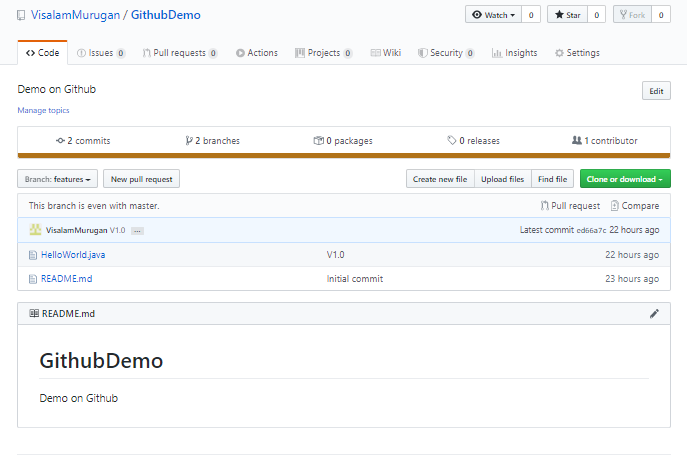 VisalamMurugan / GithubDemo Watch 0 Star 0 Fork 0
Code Issues 0 Pull requests 0 Actions Projects 0 Wiki Security 0 Insights Settings
Demo on Github Edit
Manage topics
2 commits 2 branches 0 packages 0 releases 1 contributor
Branch: features New pull request Create new file Upload files Find file Clone or download
This branch is even with master. Pull request Compare
VisalamMurugan V1.0 ... Latest commit ed66a7c 22 hours ago
HelloWorld.java V1.0 22 hours ago
README.md Initial commit 23 hours ago
README.md
GithubDemo
Demo on Github